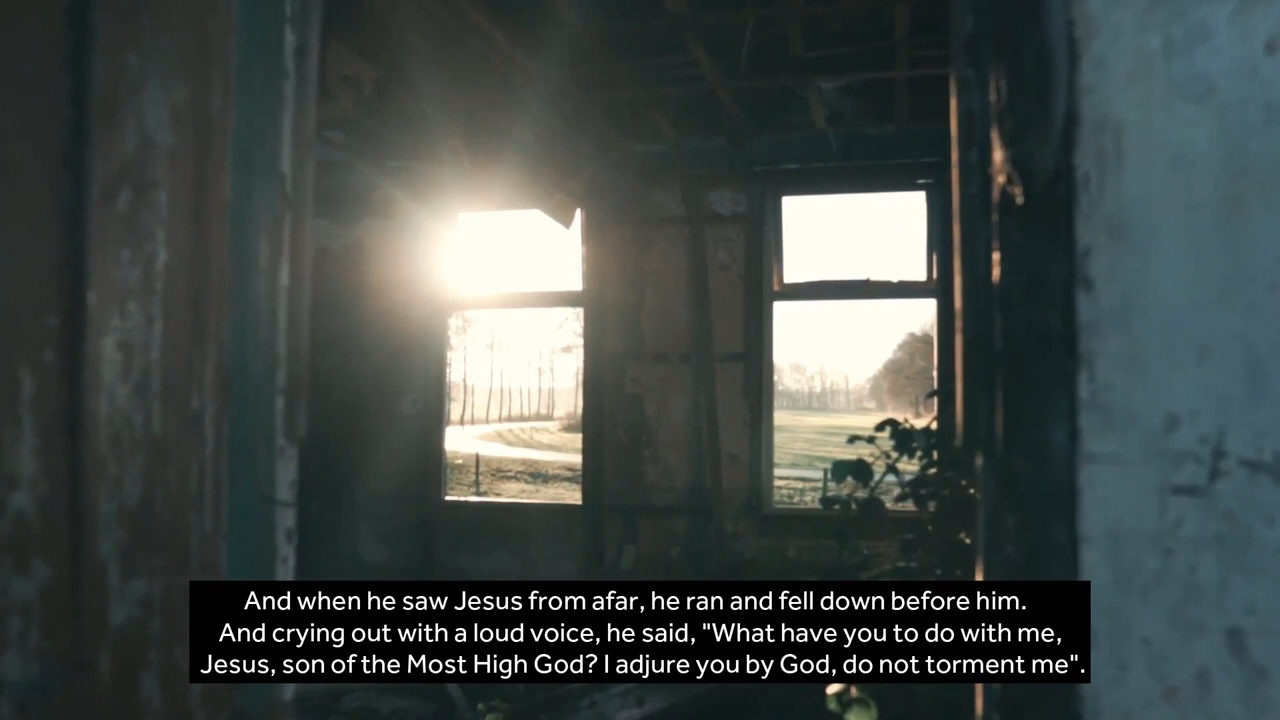 And when he saw Jesus from afar, he ran and fell down before him.
And crying out with a loud voice, he said, "What have you to do with me,
Jesus, son of the Most High God? I adjure you by God, do not torment me".